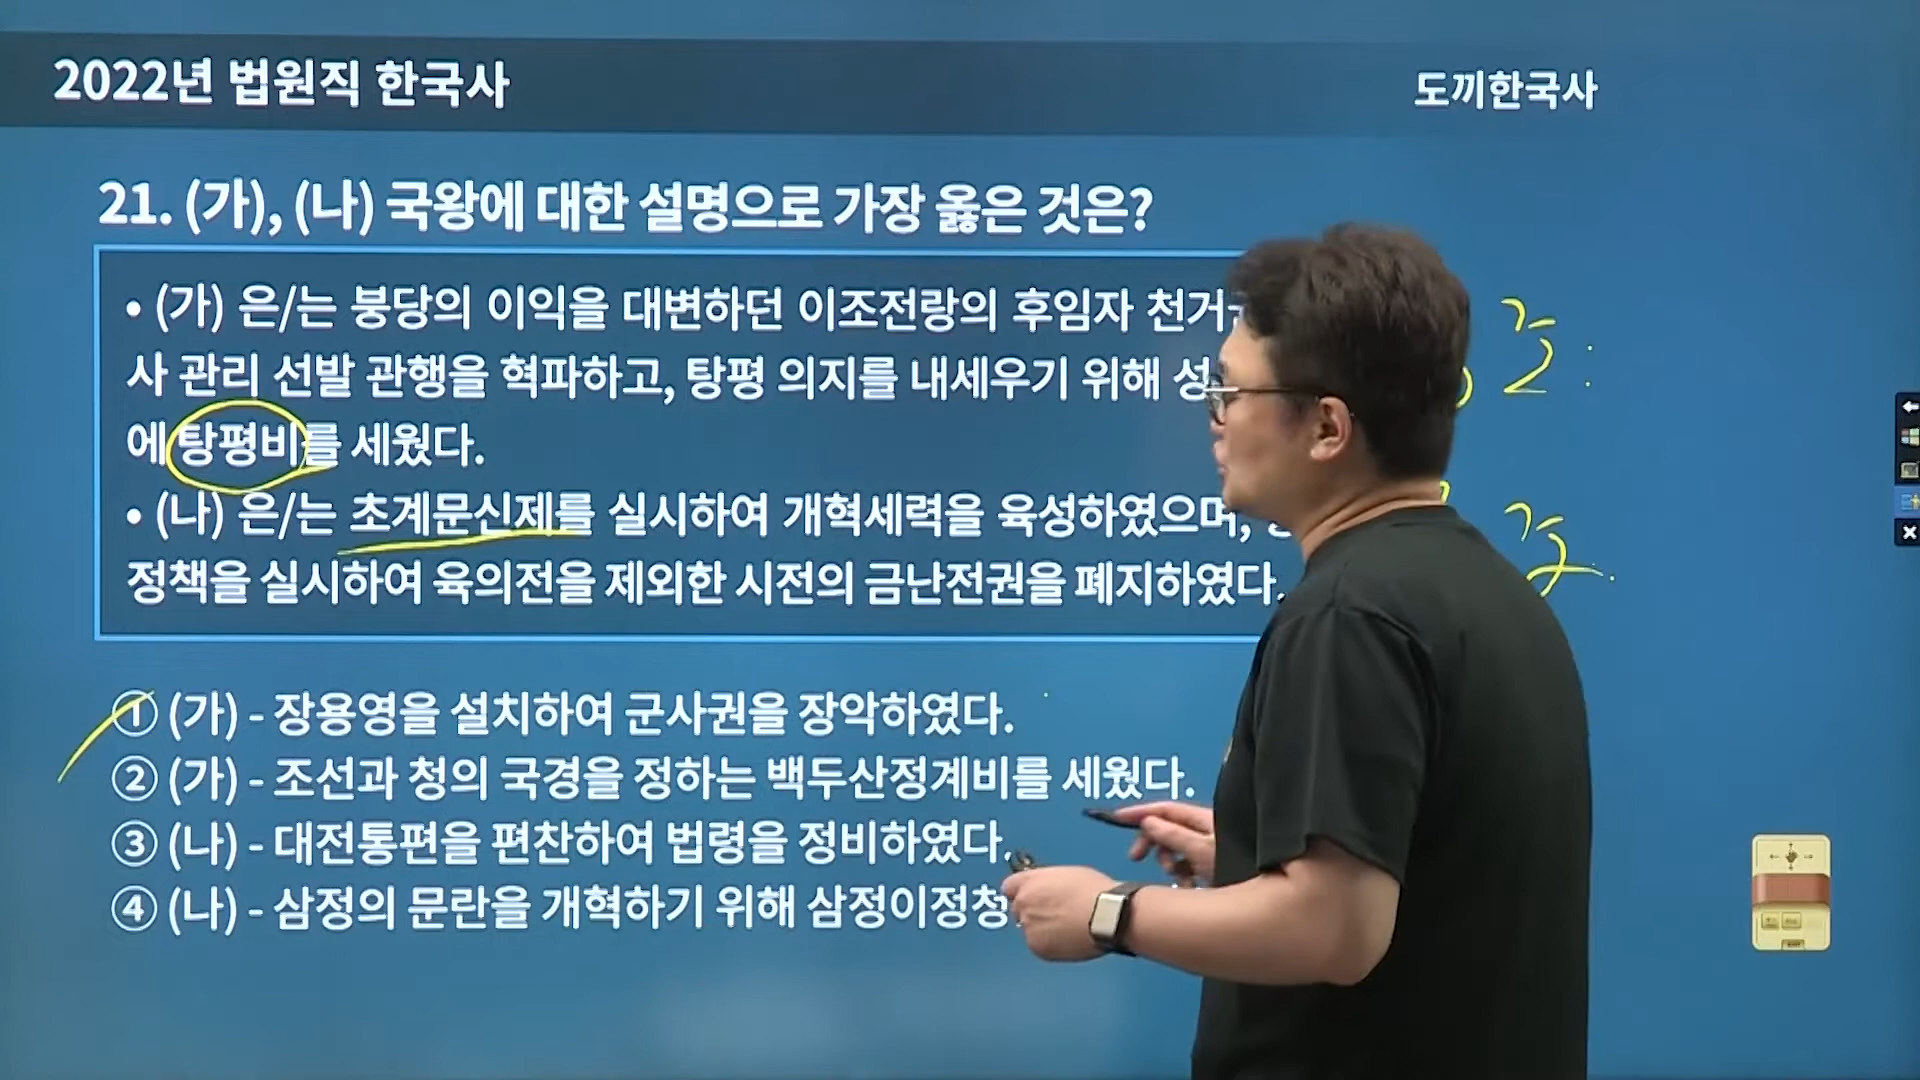 2022년 법원직 한국사
도끼한국사
21. (가), (나) 국왕에 대한 설명으로 가장 옳은 것은?
• (가) 은/는 붕당의 이익을 대변하던 이조전랑의 후임자 천거
사 관리 선발 관행을 혁파하고, 탕평 의지를 내세우기 위해 성
에 탕평비를 세웠다.
• (나) 은/는 초계문신제를 실시하여 개혁세력을 육성하였으며,
정책을 실시하여 육의전을 제외한 시전의 금난전권을 폐지하였다.
① (가) - 장용영을 설치하여 군사권을 장악하였다.
② (가) - 조선과 청의 국경을 정하는 백두산정계비를 세웠다.
③ (나) - 대전통편을 편찬하여 법령을 정비하였다.
④ (나) - 삼정의 문란을 개혁하기 위해 삼정이정청